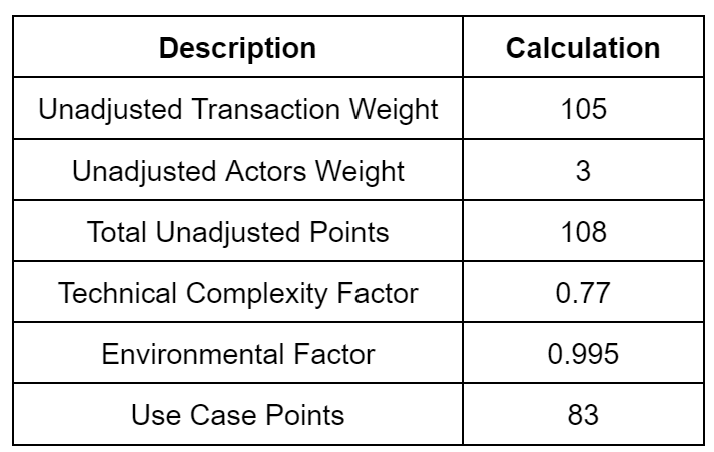 Description Calculation
Unadjusted Transaction Weight 105
Unadjusted Actors Weight 3
Total Unadjusted Points 108
Technical Complexity Factor 0.77
Environmental Factor 0.995
Use Case Points 83